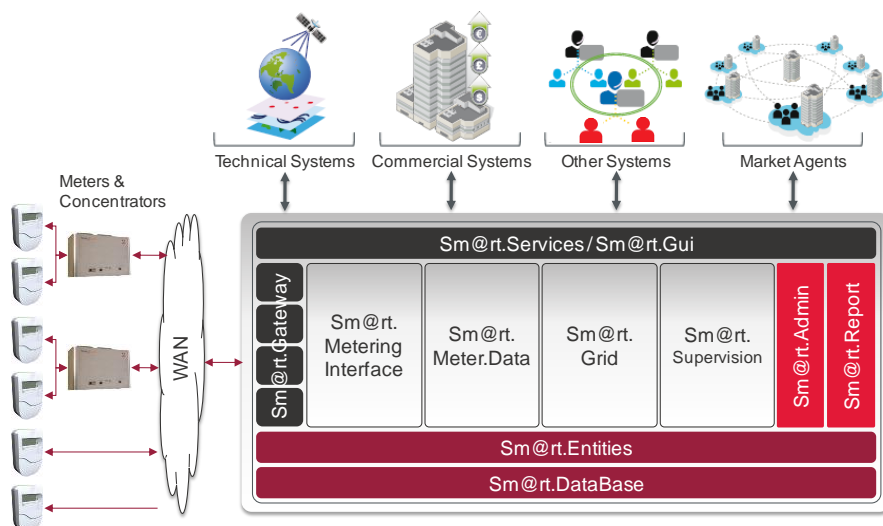 Technical Systems
Commercial Systems
Other Systems
Market Agents
Meters &
Concentrators
WAN
Sm@rt.Services/Sm@rt.Gui
Sm@rt.Gateway
Sm@rt.
Metering
Interface
Sm@rt.
Meter.Data
Sm@rt.
Grid
Sm@rt.
Supervision
Sm@rt.Admin
Sm@rt.Report
Sm@rt.Entities
Sm@rt.DataBase